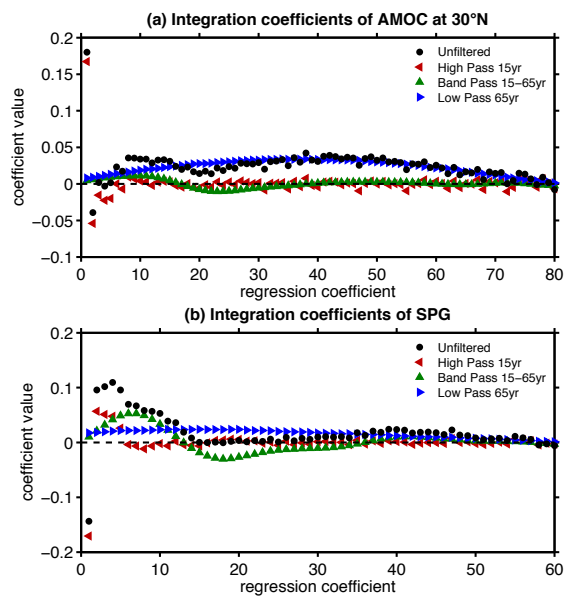 (a) Integration coefficients of AMOC at 30°N
0.2
0.15
0.1
0.05
0
−0.05
−0.1
coefficient value
Unfiltered
High Pass 15yr
Band Pass 15−65yr
Low Pass 65yr
0 10 20 30 40 50 60 70 80
regression coefficient
(b) Integration coefficients of SPG
0.2
0.1
0
−0.1
−0.2
coefficient value
Unfiltered
High Pass 15yr
Band Pass 15−65yr
Low Pass 65yr
0 10 20 30 40 50 60
regression coefficient